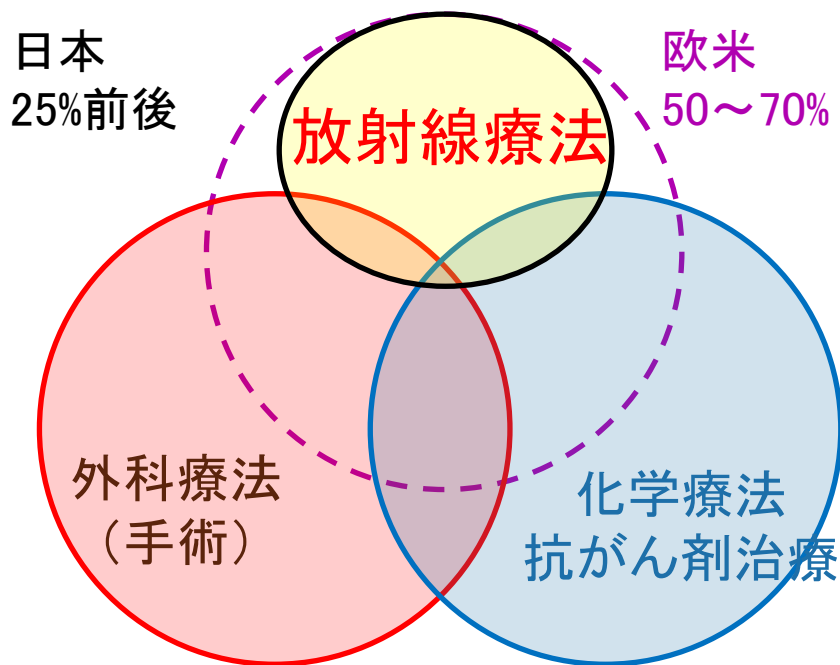 日本
25%前後
欧米
50～70%
放射線療法
外科療法
（手術）
化学療法
抗がん剤治療